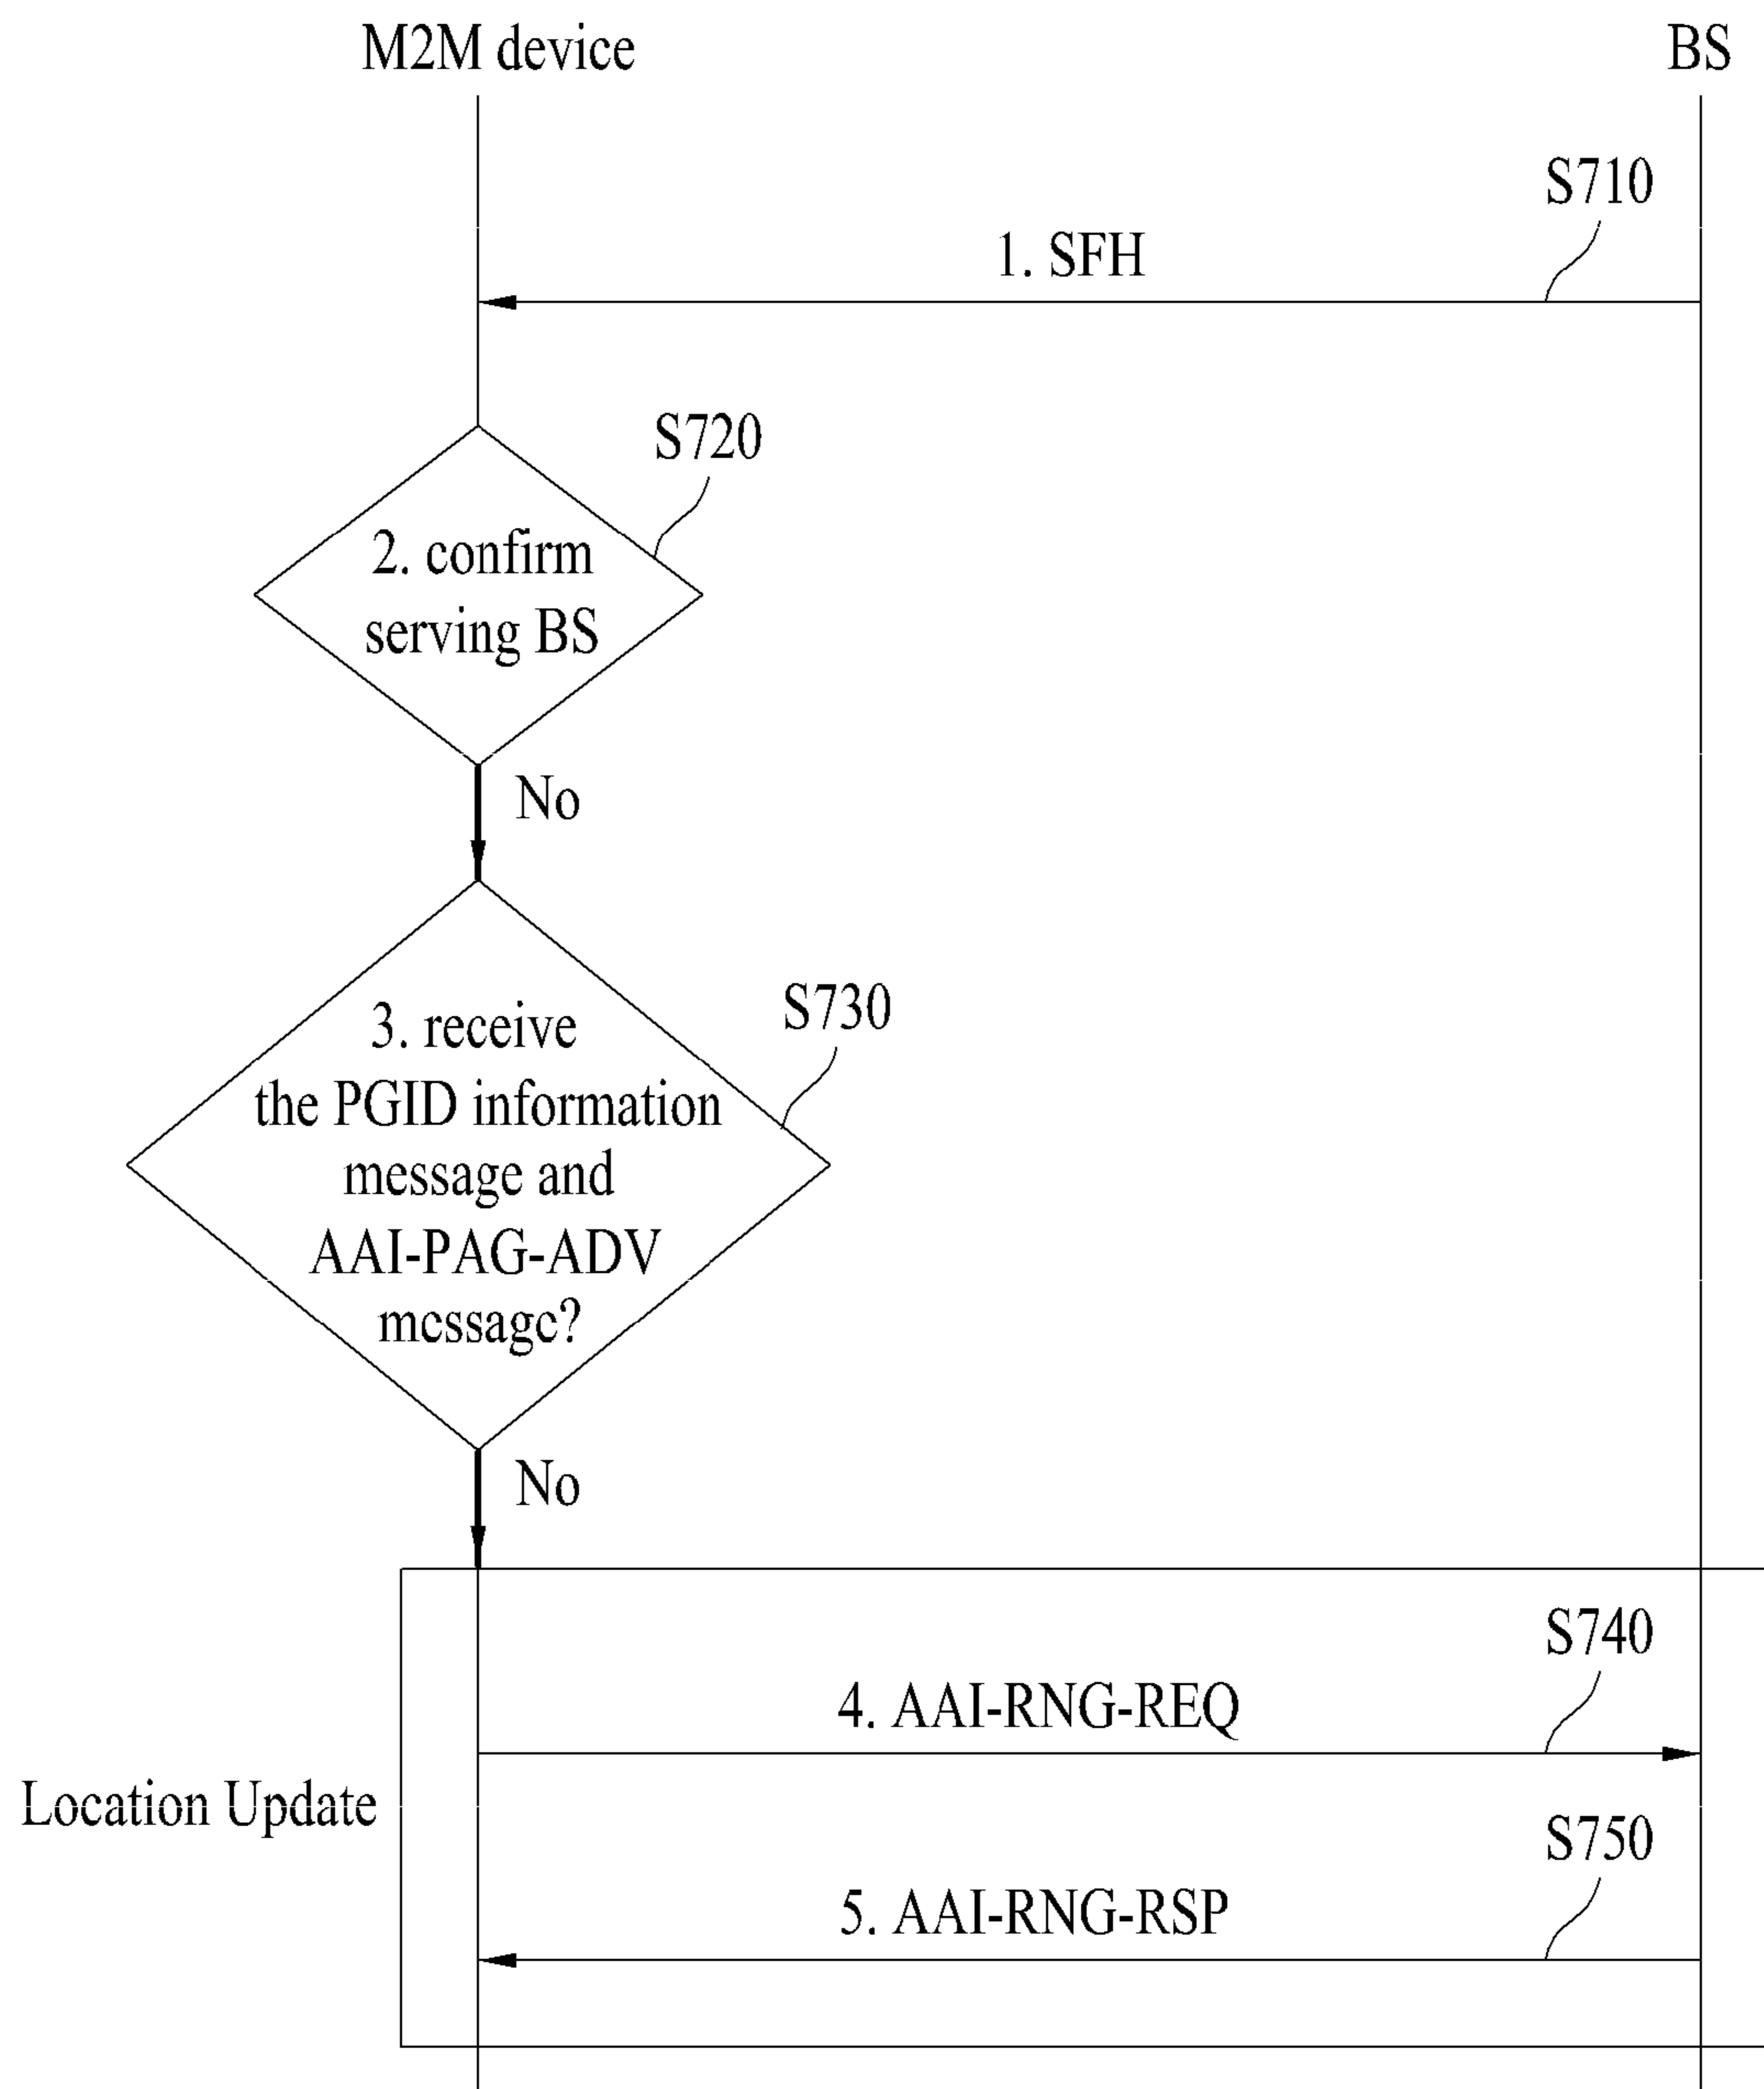 M2M device
BS
S710
1. SFH
S720
2. confirm
serving BS
No
S730
3. receive
the PGID information
message and
AAI-PAG-ADV
message?
No
S740
4. AAI-RNG-REQ
Location Update
S750
5. AAI-RNG-RSP